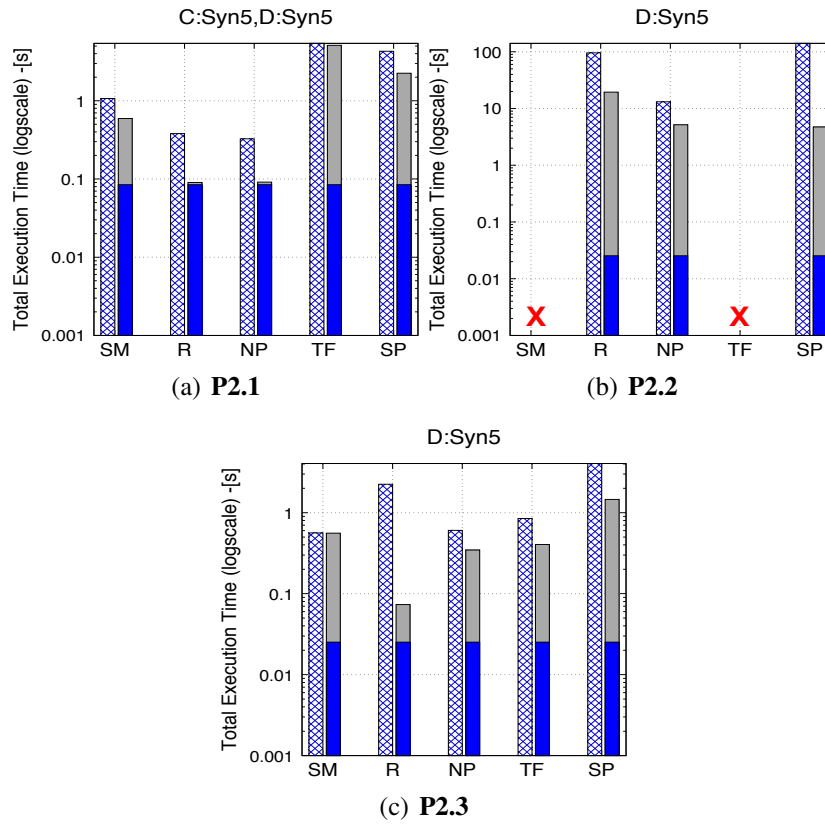 C:Syn5,D:Syn5
Total Execution Time (logscale) -[s]
1
0.1
0.01
0.001
SM R NP TF SP
(a) P2.1
D:Syn5
Total Execution Time (logscale) -[s]
100
10
1
0.1
0.01
0.001
X X
SM R NP TF SP
(b) P2.2
D:Syn5
Total Execution Time (logscale) -[s]
1
0.1
0.01
0.001
SM R NP TF SP
(c) P2.3